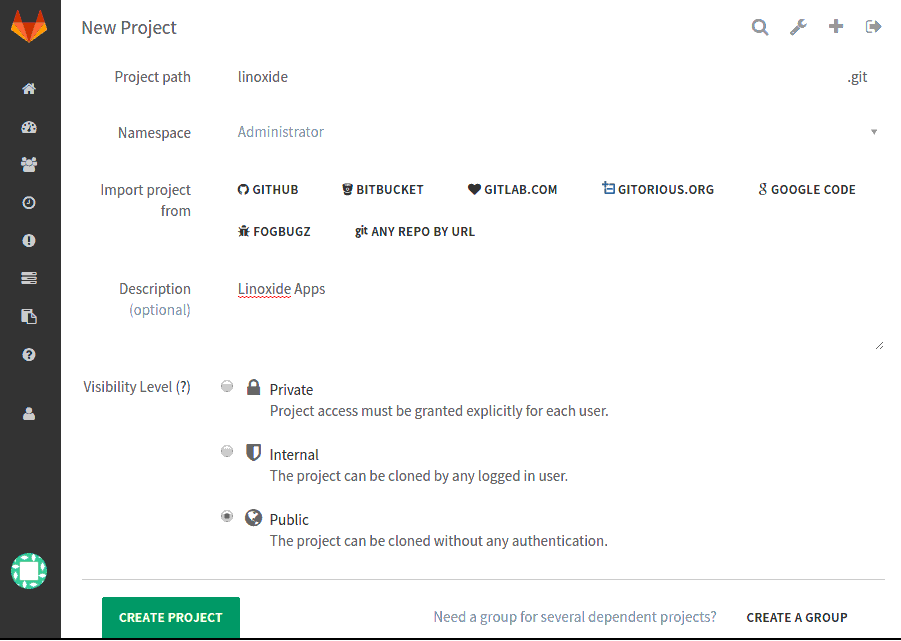 New Project
Project path linoxide .git
Namespace Administrator
Import project from
GITHUB BITBUCKET GITLAB.COM GITORIOUS.ORG GOOGLE CODE
FOGBUGZ git ANY REPO BY URL
Description (optional)
Linoxide Apps
Visibility Level (?)
Private
Project access must be granted explicitly for each user.
Internal
The project can be cloned by any logged in user.
Public
The project can be cloned without any authentication.
CREATE PROJECT Need a group for several dependent projects? CREATE A GROUP